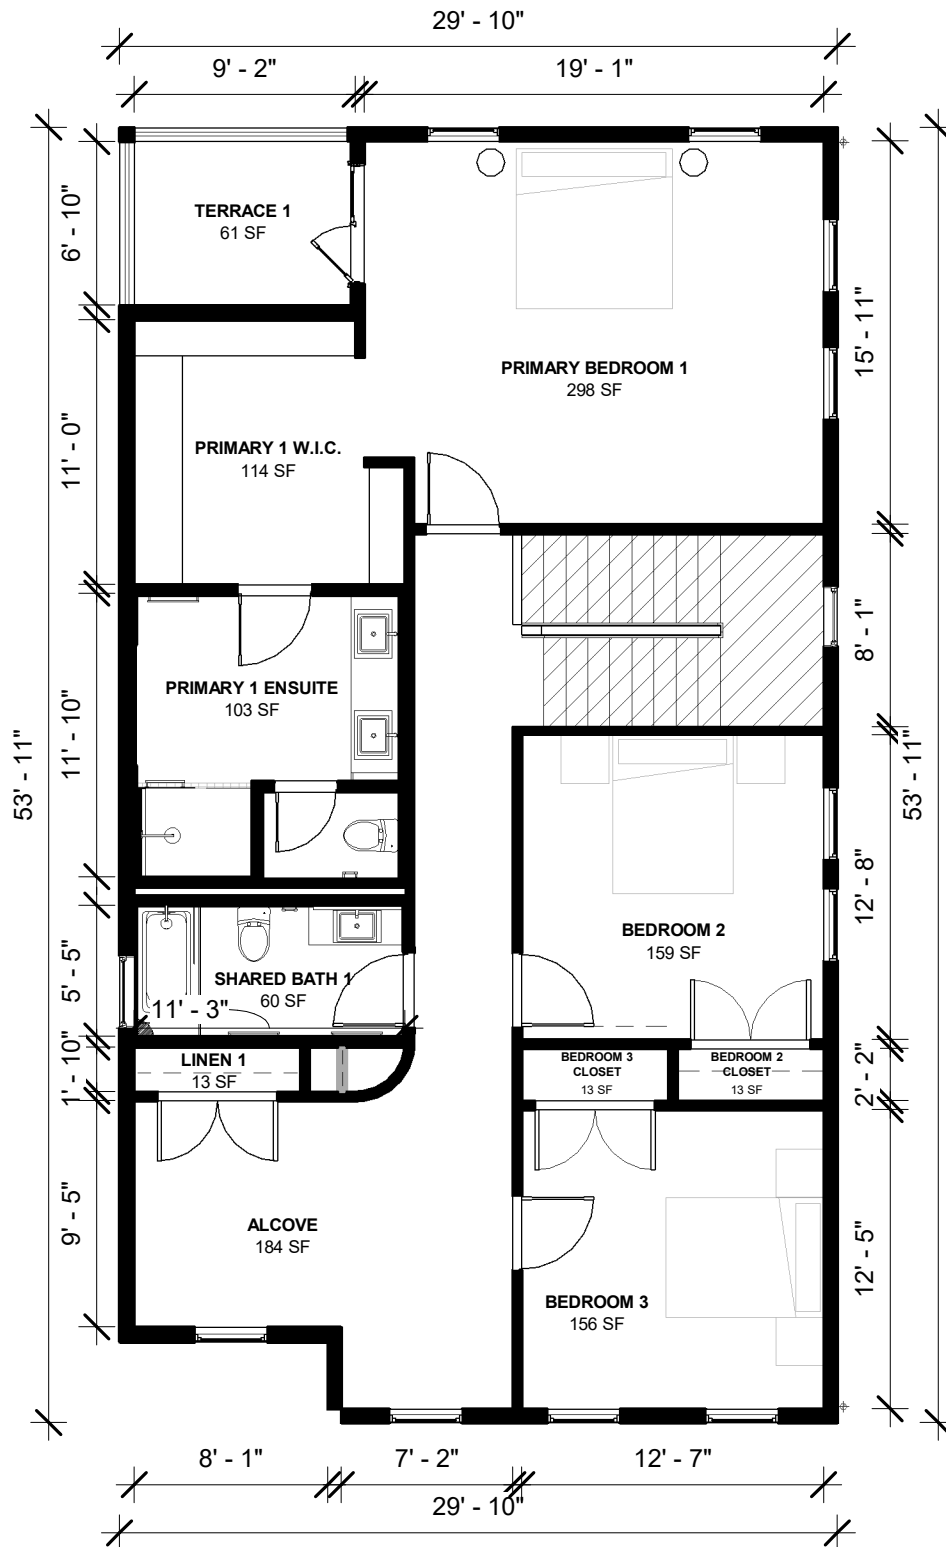 29' - 10"
9' - 2"
19' - 1"
TERRACE 1
61 SF
6' - 10"
15' - 11"
PRIMARY BEDROOM 1
298 SF
11' - 0"
PRIMARY 1 W.I.C.
114 SF
8' - 1"
PRIMARY 1 ENSUITE
103 SF
11' - 10"
53' - 11"
53' - 11"
12' - 8"
BEDROOM 2
159 SF
5' - 5"
SHARED BATH 1
60 SF
11' - 3"
1' - 10"
LINEN 1
13 SF
BEDROOM 3
CLOSET
13 SF
BEDROOM 2
CLOSET
13 SF
2' - 2"
9' - 5"
ALCOVE
184 SF
12' - 5"
BEDROOM 3
156 SF
8' - 1"
7' - 2"
12' - 7"
29' - 10"